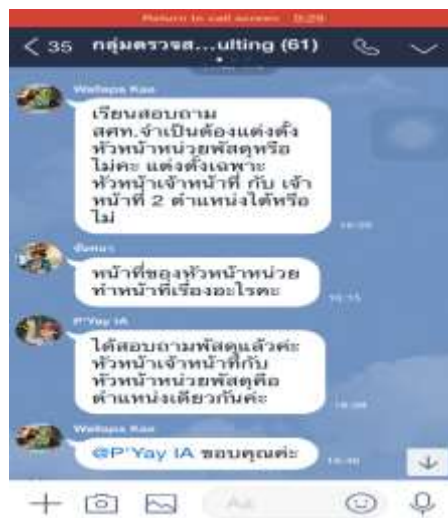 Return to call screen 0:29
35 กลุ่มตรวจส...ulting (61)
Wallapa Kae
เรียนสอบถาม
สศท.จำเป็นต้องแต่งตั้ง
หัวหน้าหน่วยพัสดุหรือ
ไม่คะ แต่งตั้งเฉพาะ
หัวหน้าเจ้าหน้าที่ กับ เจ้า
หน้าที่ 2 ตำแหน่งได้หรือ
ไม่
หน้าที่ของหัวหน้าหน่วย
ทำหน้าที่เรื่องอะไรคะ
P'Yay IA
ได้สอบถามพัสดุแล้วค่ะ
หัวหน้าเจ้าหน้าที่กับ
หัวหน้าหน่วยพัสดุคือ
ตำแหน่งเดียวกันค่ะ
Wallapa Kae
@P'Yay IA ขอบคุณค่ะ
Aa